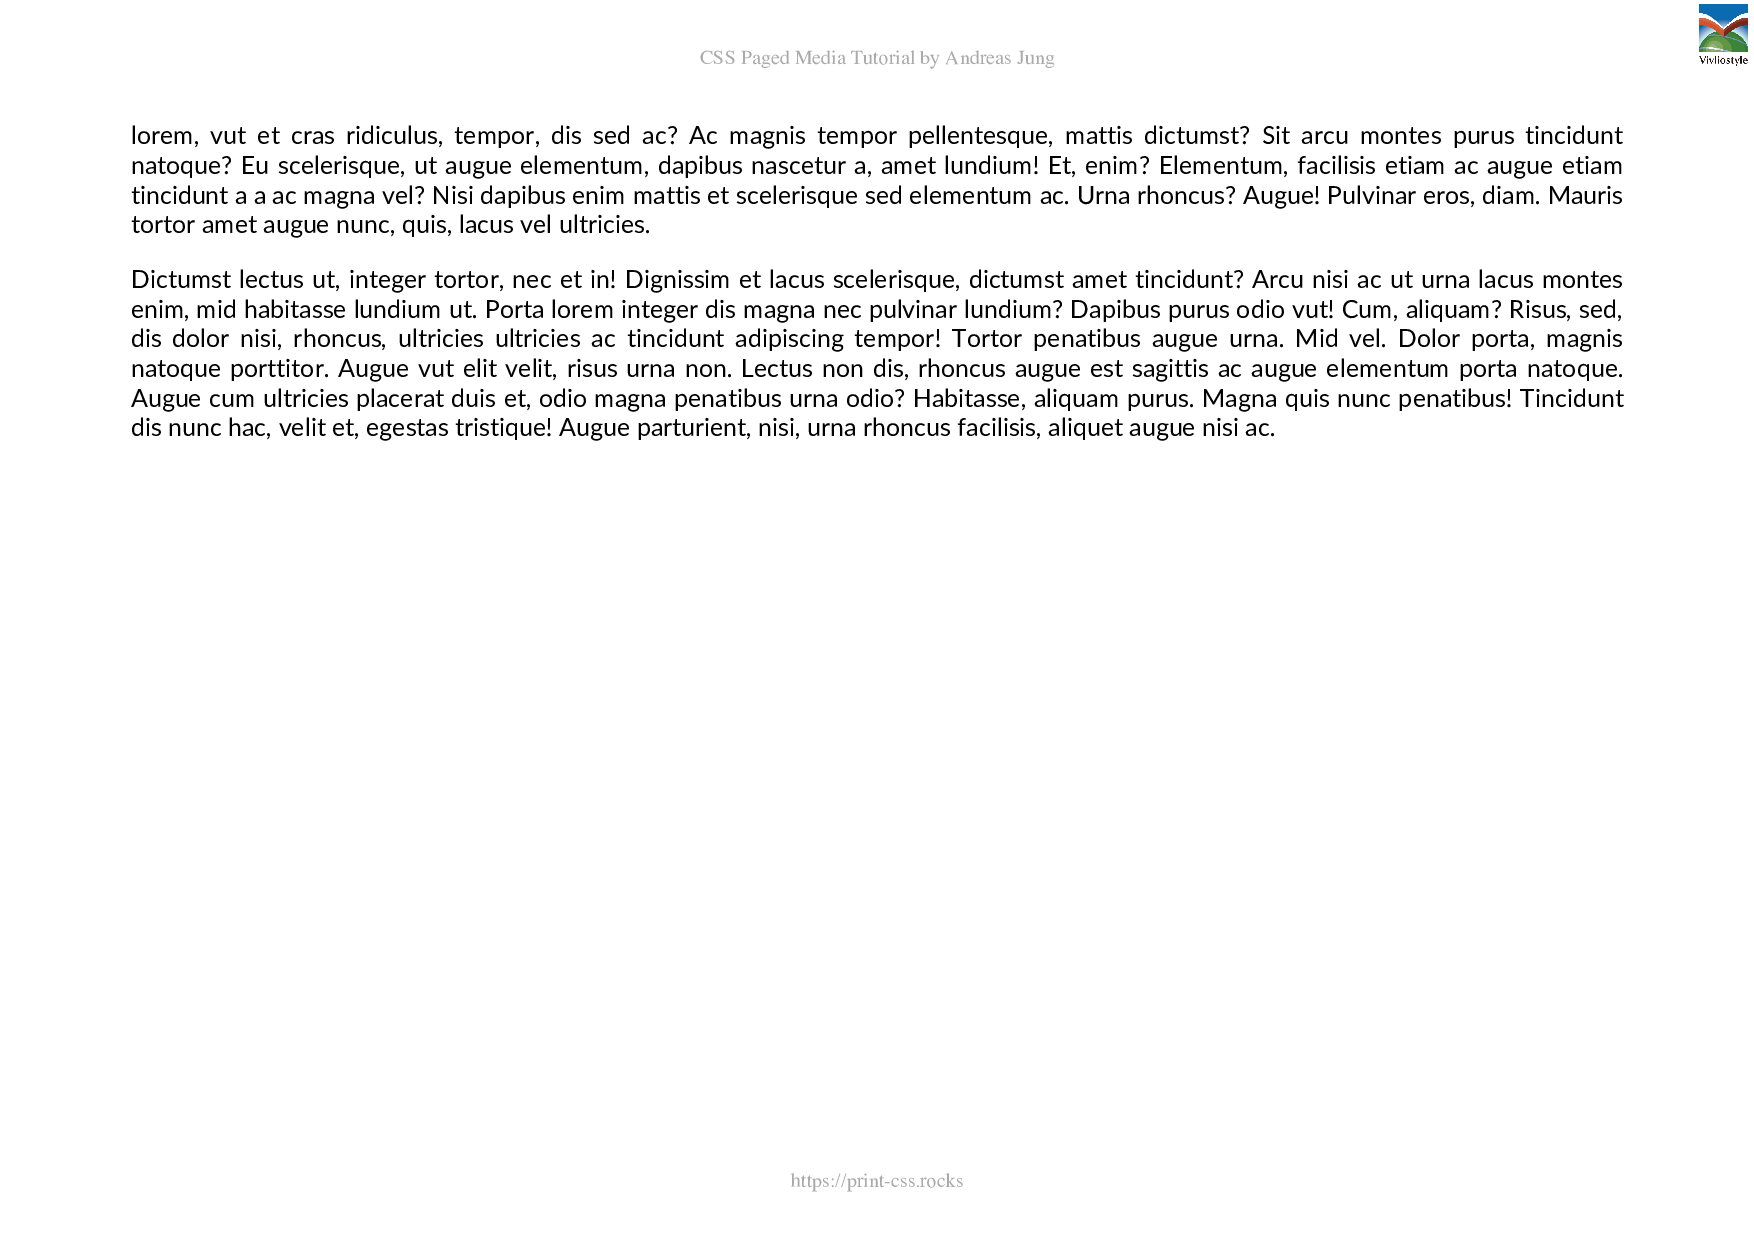 CSS Paged Media Tutorial by Andreas Jung
Vivliostyle
lorem, vut et cras ridiculus, tempor, dis sed ac? Ac magnis tempor pellentesque, mattis dictumst? Sit arcu montes purus tincidunt
natoque? Eu scelerisque, ut augue elementum, dapibus nascetur a, amet lundium! Et, enim? Elementum, facilisis etiam ac augue etiam
tincidunt a a ac magna vel? Nisi dapibus enim mattis et scelerisque sed elementum ac. Urna rhoncus? Augue! Pulvinar eros, diam. Mauris
tortor amet augue nunc, quis, lacus vel ultricies.
Dictumst lectus ut, integer tortor, nec et in! Dignissim et lacus scelerisque, dictumst amet tincidunt? Arcu nisi ac ut urna lacus montes
enim, mid habitasse lundium ut. Porta lorem integer dis magna nec pulvinar lundium? Dapibus purus odio vut! Cum, aliquam? Risus, sed,
dis dolor nisi, rhoncus, ultricies ultricies ac tincidunt adipiscing tempor! Tortor penatibus augue urna. Mid vel. Dolor porta, magnis
natoque porttitor. Augue vut elit velit, risus urna non. Lectus non dis, rhoncus augue est sagittis ac augue elementum porta natoque.
Augue cum ultricies placerat duis et, odio magna penatibus urna odio? Habitasse, aliquam purus. Magna quis nunc penatibus! Tincidunt
dis nunc hac, velit et, egestas tristique! Augue parturient, nisi, urna rhoncus facilisis, aliquet augue nisi ac.
https://print-css.rocks